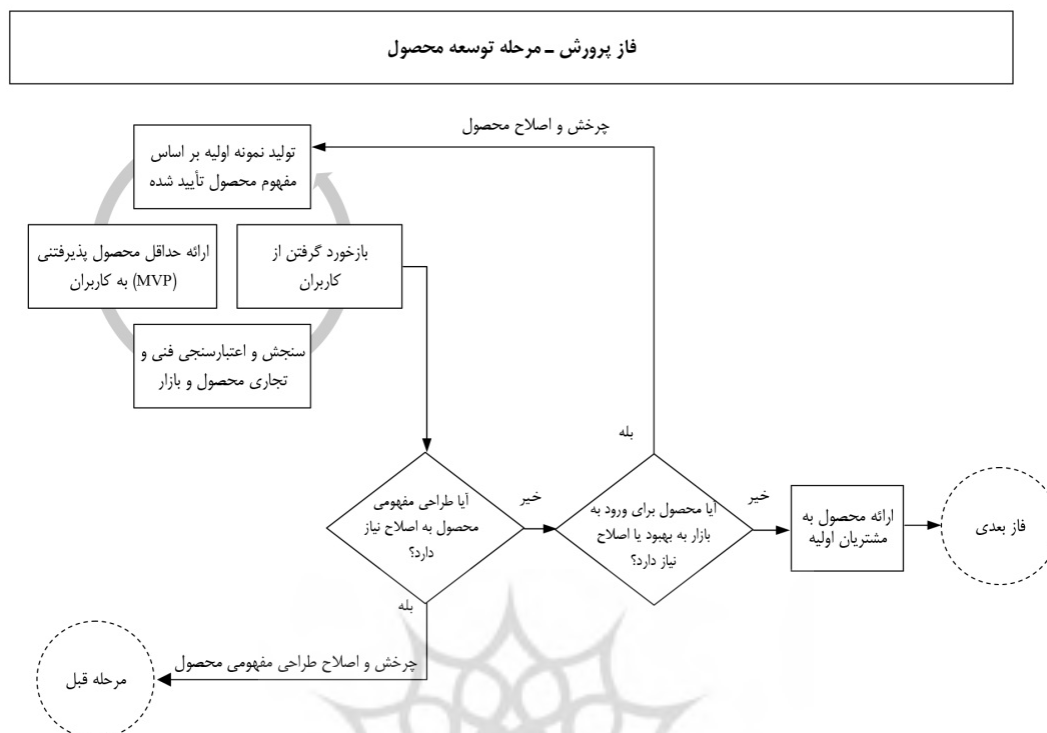 فاز پرورش – مرحله توسعه محصول
چرخش و اصلاح محصول
تولید نمونه اولیه بر اساس
مفهوم محصول تأیید شده
ارائه حداقل محصول پذیرفتنی
(MVP) به کاربران
بازخورد گرفتن از
کاربران
سنجش و اعتبارسنجی فنی و
تجاری محصول و بازار
آیا طراحی مفهومی
محصول به اصلاح نیاز
دارد؟
خیر
بله
آیا محصول برای ورود به
بازار به بهبود یا اصلاح
نیاز دارد؟
بله
خیر
ارائه محصول به
مشتریان اولیه
فاز بعدی
چرخش و اصلاح طراحی مفهومی محصول
مرحله قبل